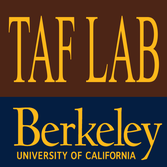 TAF LAB
Berkeley
UNIVERSITY OF CALIFORNIA